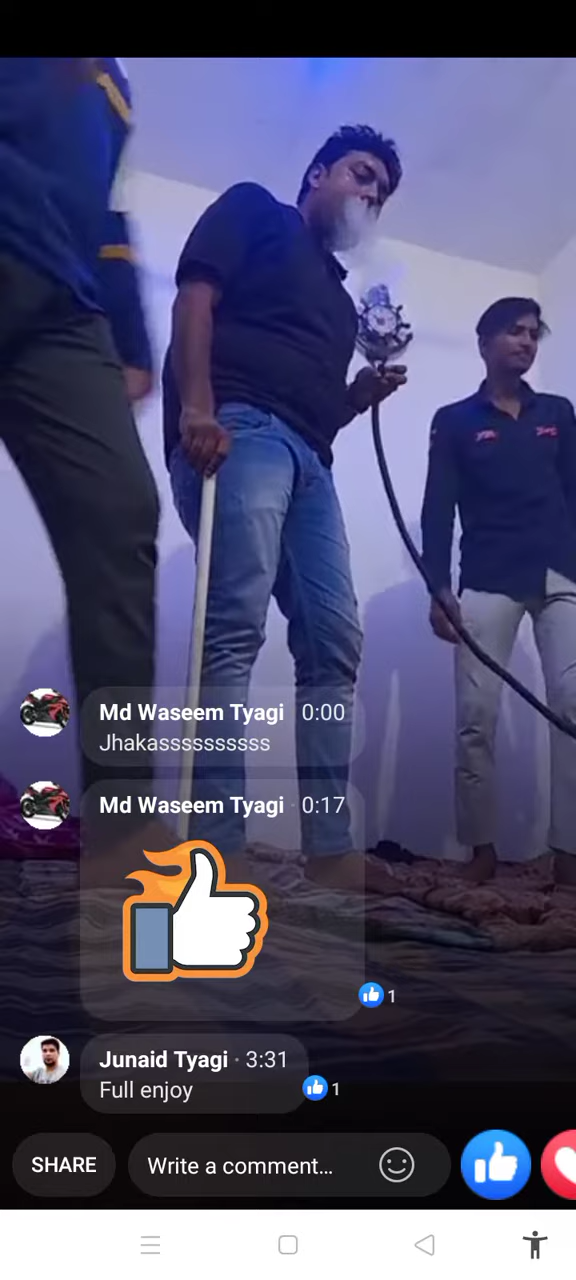 Md Waseem Tyagi 0:00
Jhakassssssssss
Md Waseem Tyagi · 0:17
1
Junaid Tyagi · 3:31
Full enjoy
1
SHARE
Write a comment...